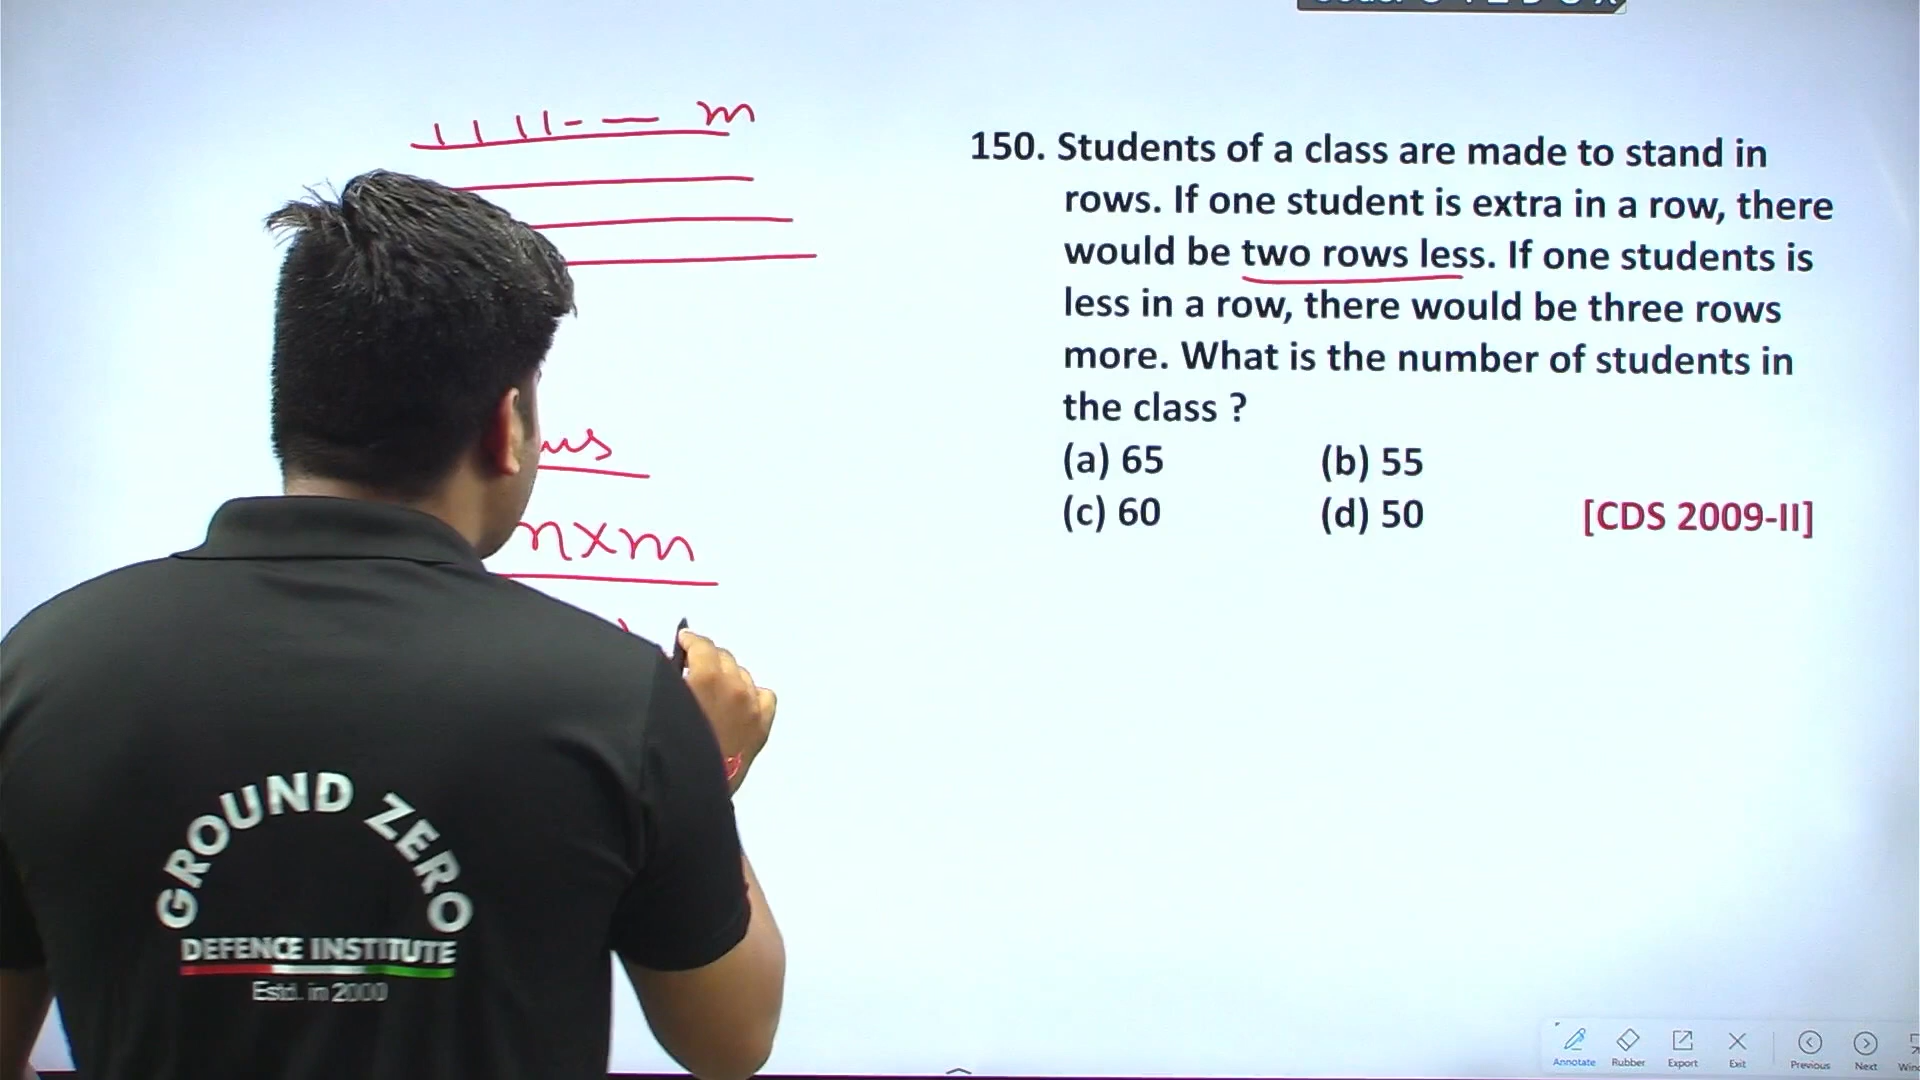 m
150. Students of a class are made to stand in
rows. If one student is extra in a row, there
would be two rows less. If one students is
less in a row, there would be three rows
more. What is the number of students in
the class ?
(a) 65 (b) 55
(c) 60 (d) 50 [CDS 2009-II]
n×m
GROUND ZERO
DEFENCE INSTITUTE
Estd. in 2000
Annotate Rubber Export Exit Previous Next